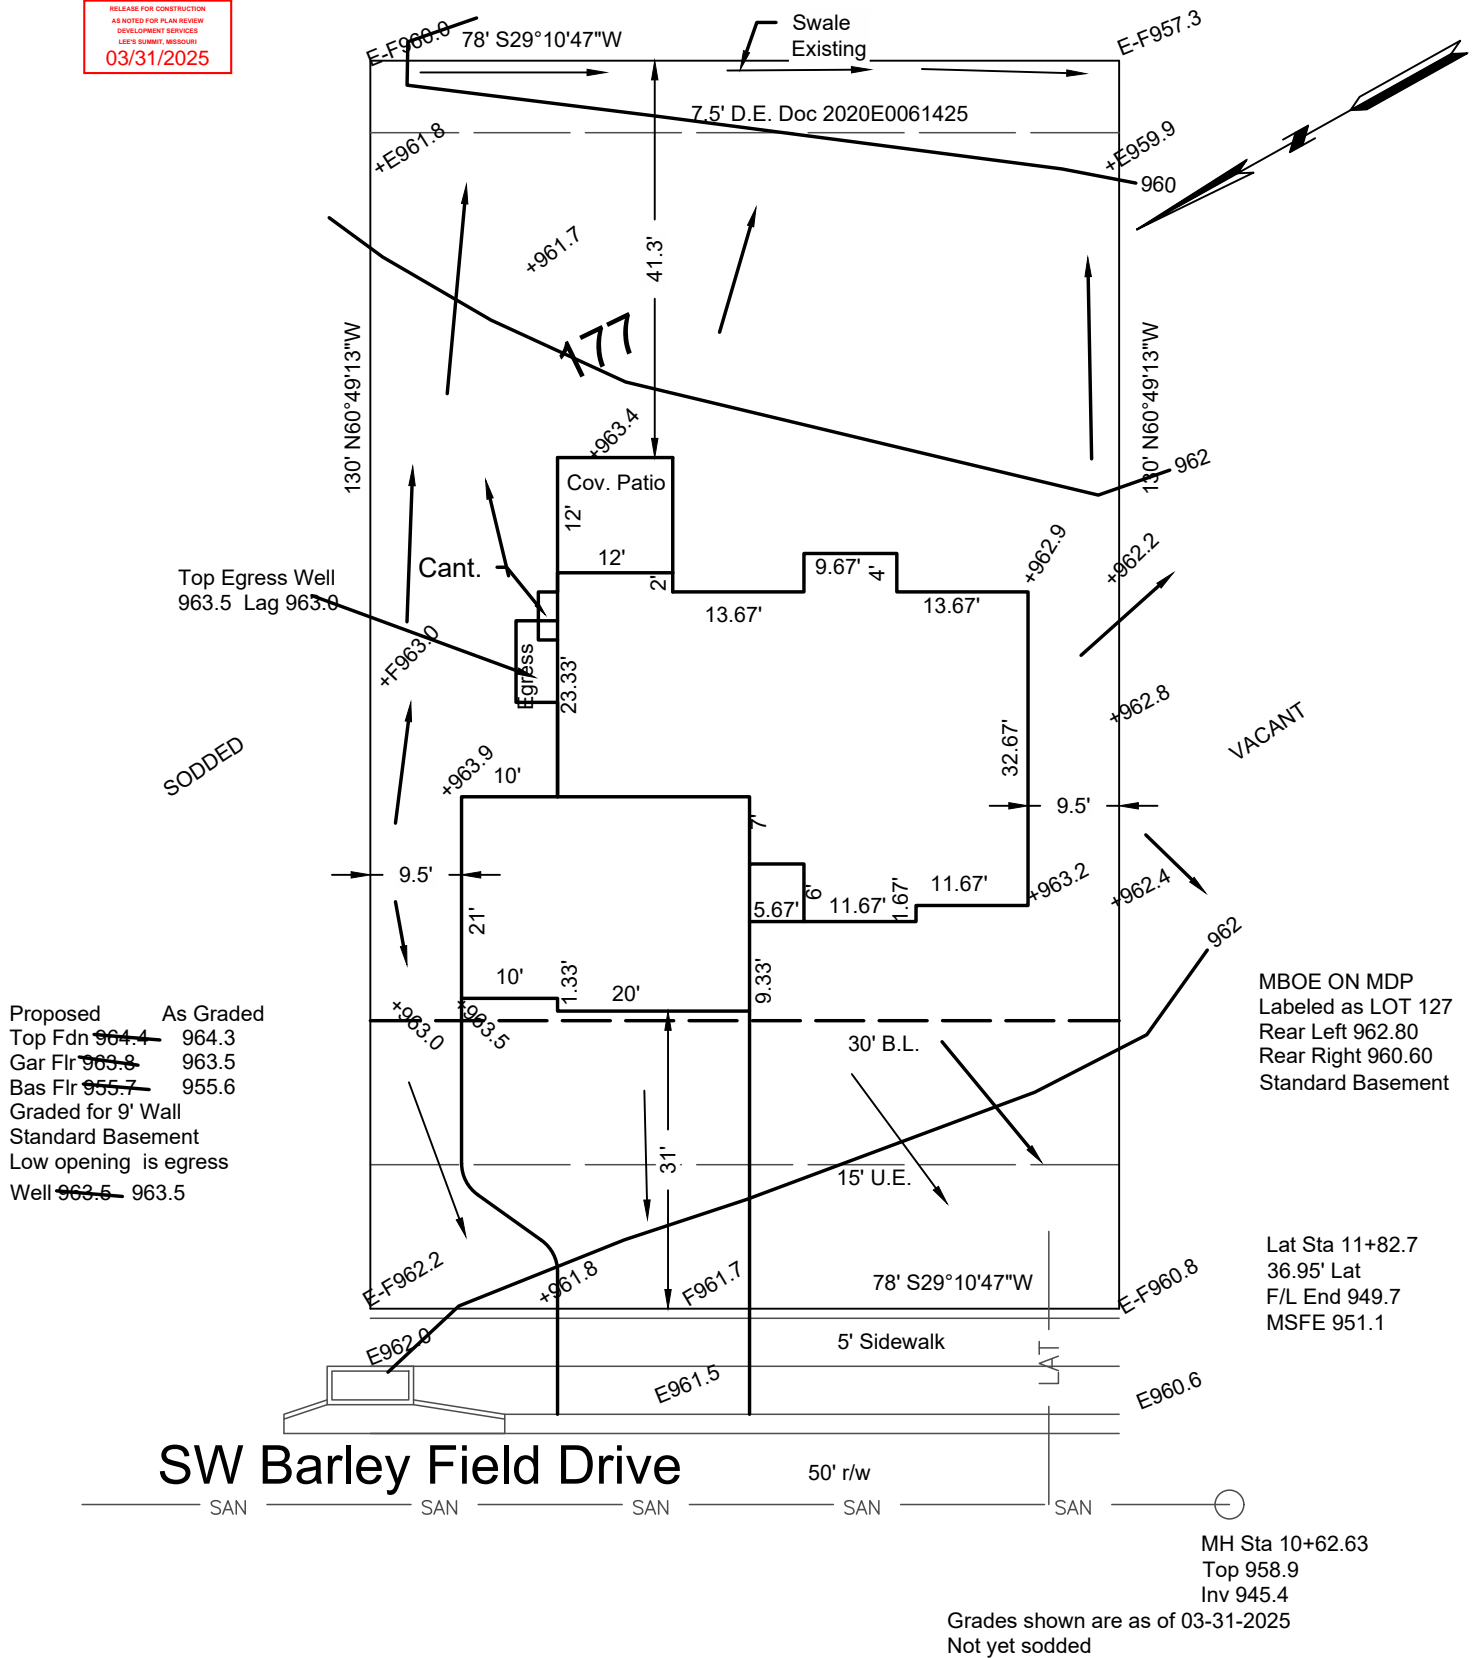 RELEASE FOR CONSTRUCTION
AS NOTED FOR PLAN REVIEW
DEVELOPMENT SERVICES
LEE'S SUMMIT, MISSOURI
03/31/2025
E-F960.0
78' S29°10'47"W
Swale
Existing
E-F957.3
7.5' D.E. Doc 2020E0061425
+E961.8
+E959.9
960
+961.7
41.3'
177
130' N60°49'13"W
130' N60°49'13"W
+963.4
962
Cov. Patio
12'
12'
2'
Cant.
9.67'
4'
+962.9
+962.2
Top Egress Well
963.5 Lag 963.0
13.67'
13.67'
+F963.0
Egress
23.33'
+962.8
SODDED
VACANT
32.67'
+963.9
10'
7'
9.5'
9.5'
+963.2
+962.4
21'
5.67'
6'
11.67'
1.67'
11.67'
962
10'
1.33'
20'
9.33'
+963.0
+963.5
30' B.L.
Proposed As Graded
Top Fdn 964.4 964.3
Gar Flr 963.8 963.5
Bas Flr 955.7 955.6
Graded for 9' Wall
Standard Basement
Low opening is egress
Well 963.5 963.5
MBOE ON MDP
Labeled as LOT 127
Rear Left 962.80
Rear Right 960.60
Standard Basement
31'
15' U.E.
E-F962.2
+961.8
F961.7
78' S29°10'47"W
E-F960.8
Lat Sta 11+82.7
36.95' Lat
F/L End 949.7
MSFE 951.1
E962.0
5' Sidewalk
LAT
E961.5
E960.6
SW Barley Field Drive
50' r/w
SAN SAN SAN SAN SAN
MH Sta 10+62.63
Top 958.9
Inv 945.4
Grades shown are as of 03-31-2025
Not yet sodded